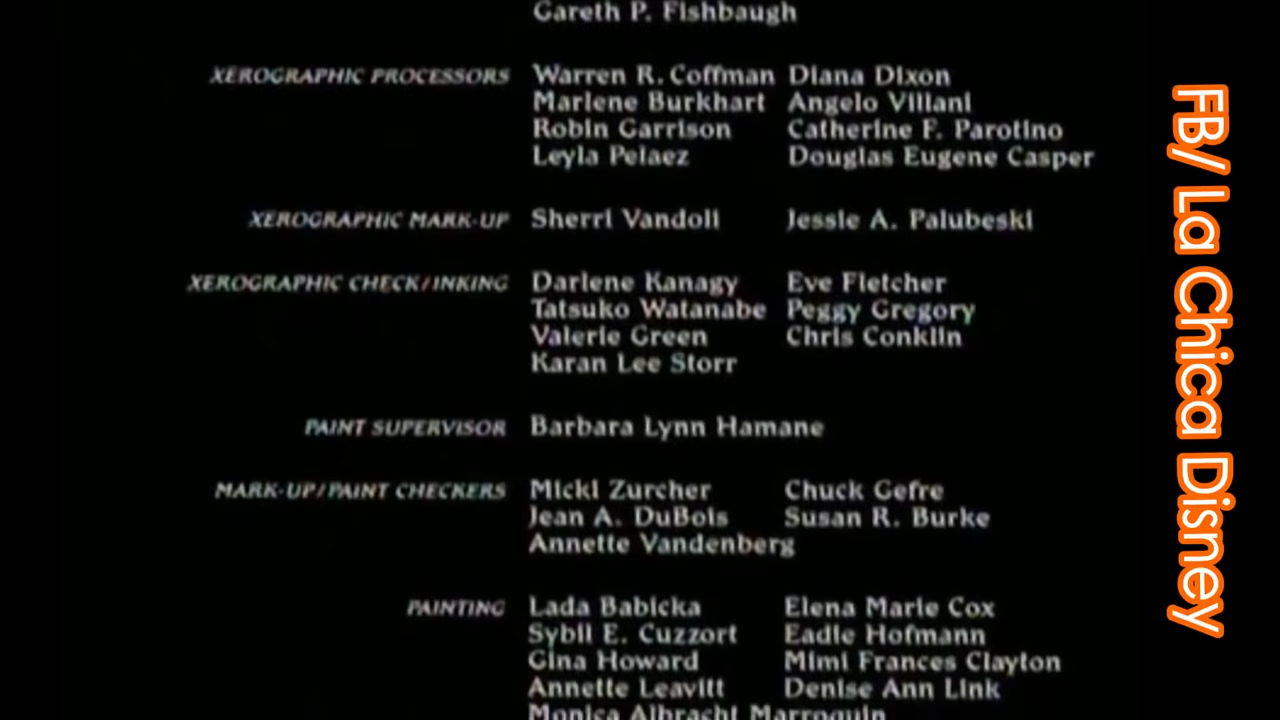 Gareth P. Fishbaugh
XEROGRAPHIC PROCESSORS Warren R. Coffman Diana Dixon
Marlene Burkhart Angelo Villani
Robin Garrison Catherine F. Parotino
Leyla Pelaez Douglas Eugene Casper
XEROGRAPHIC MARK-UP Sherri Vandoli Jessie A. Palubeski
XEROGRAPHIC CHECK/INKING Darlene Kanagy Eve Fletcher
Tatsuko Watanabe Peggy Gregory
Valerie Green Chris Conklin
Karan Lee Storr
PAINT SUPERVISOR Barbara Lynn Hamane
MARK-UP/PAINT CHECKERS Micki Zurcher Chuck Gefre
Jean A. DuBois Susan R. Burke
Annette Vandenberg
PAINTING Lada Babicka Elena Marie Cox
Sybil E. Cuzzort Eadie Hofmann
Gina Howard Mimi Frances Clayton
Annette Leavitt Denise Ann Link
Monica Albracht Marroquin
FB/ La Chica Disney